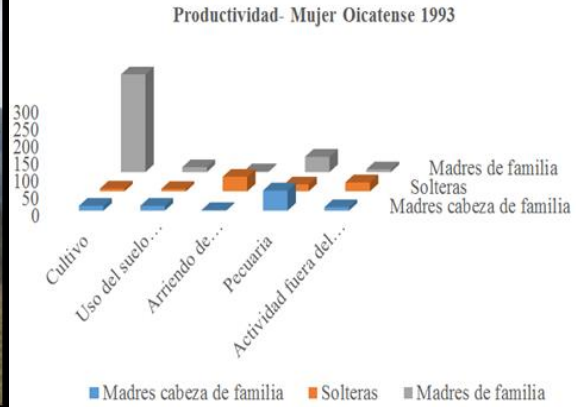 Productividad- Mujer Oicatense 1993
300
250
200
150
100
50
0
Madres de familia
Solteras
Madres cabeza de familia
Cultivo
Uso del suelo…
Arriendo de…
Pecuaria
Actividad fuera del…
Madres cabeza de familia Solteras Madres de familia